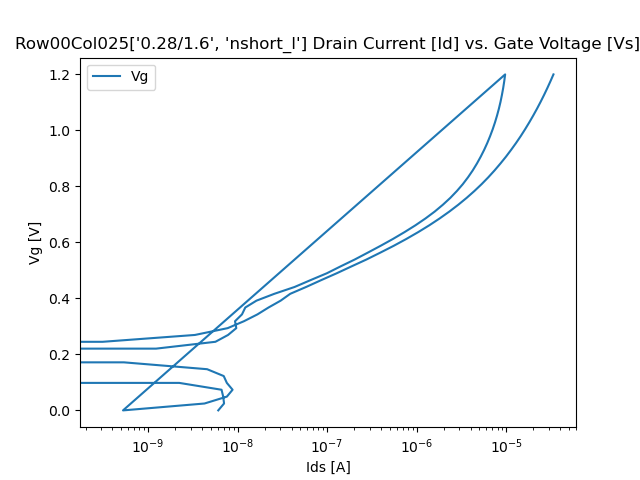 Row00Col025['0.28/1.6', 'nshort_l'] Drain Current [Id] vs. Gate Voltage [Vs]
Vg
1.2
1.0
0.8
0.6
0.4
0.2
0.0
Vg [V]
10⁻⁹ 10⁻⁸ 10⁻⁷ 10⁻⁶ 10⁻⁵
Ids [A]